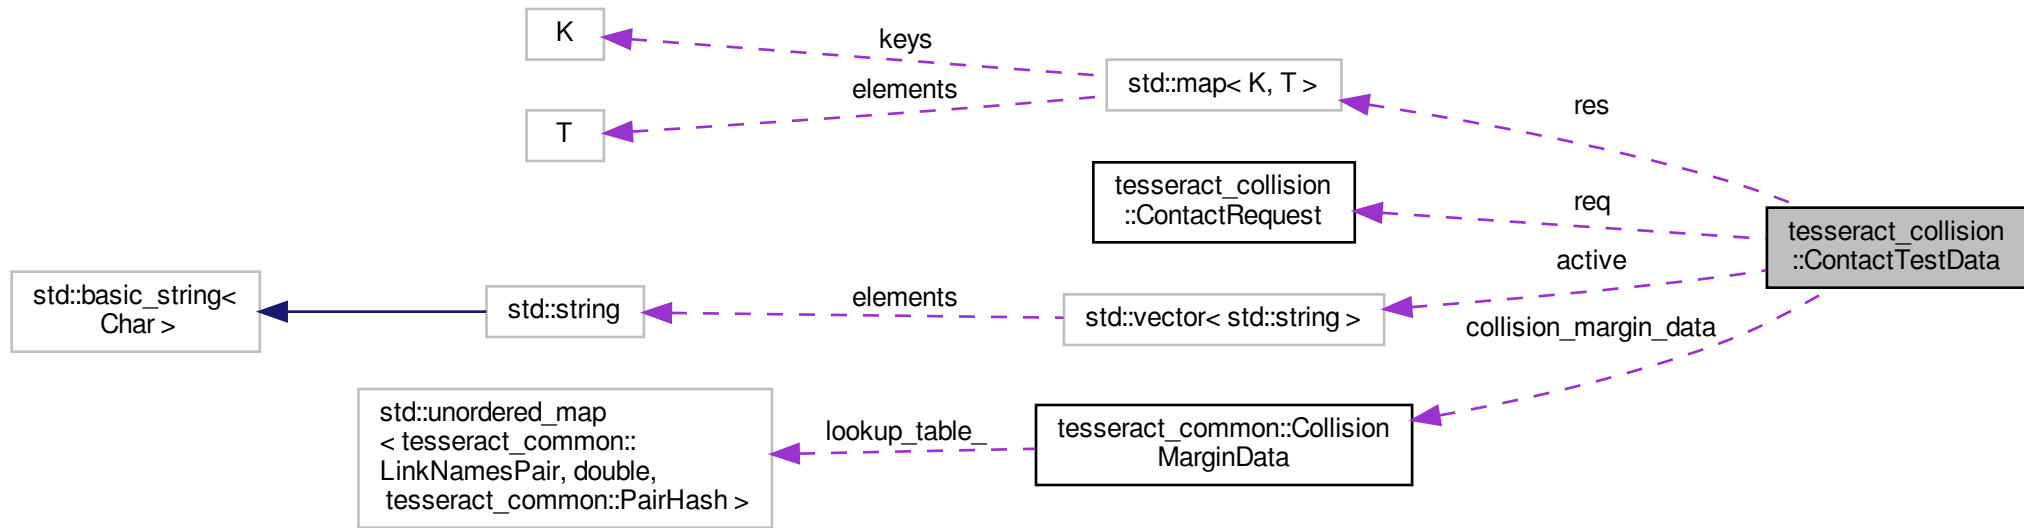 K
keys
elements
T
std::map< K, T >
res
tesseract_collision
::ContactRequest
req
tesseract_collision
::ContactTestData
active
std::basic_string<
Char >
std::string
elements
std::vector< std::string >
collision_margin_data
std::unordered_map
< tesseract_common::
LinkNamesPair, double,
tesseract_common::PairHash >
lookup_table_
tesseract_common::Collision
MarginData